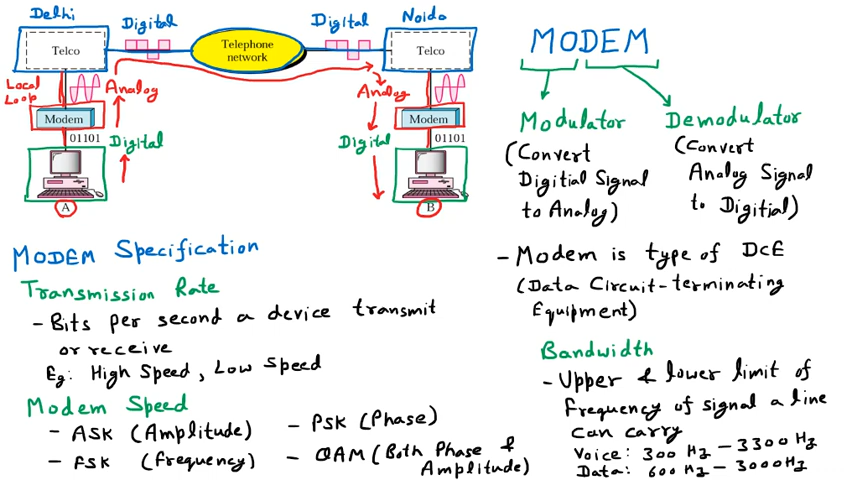 Delhi
Digital
Digital
Noida
Telco
Telephone
network
Telco
Local
Loop
Analog
Analog
Modem
Modem
01101
Digital
Digital
01101
A
B
MODEM
Modulator
(Convert
Digitial Signal
to Analog)
Demodulator
(Convert
Analog Signal
to Digitial)
MODEM Specification
Transmission Rate
- Bits per second a device transmit
or receive
Eg: High Speed, Low Speed
Modem Speed
- ASK (Amplitude)
- FSK (Frequency)
- PSK (Phase)
- QAM (Both Phase &
Amplitude)
- Modem is type of DCE
(Data Circuit-terminating
Equipment)
Bandwidth
- Upper & lower limit of
frequency of signal a line
can carry
Voice: 300 Hz - 3300 Hz
Data: 600 Hz - 3000Hz